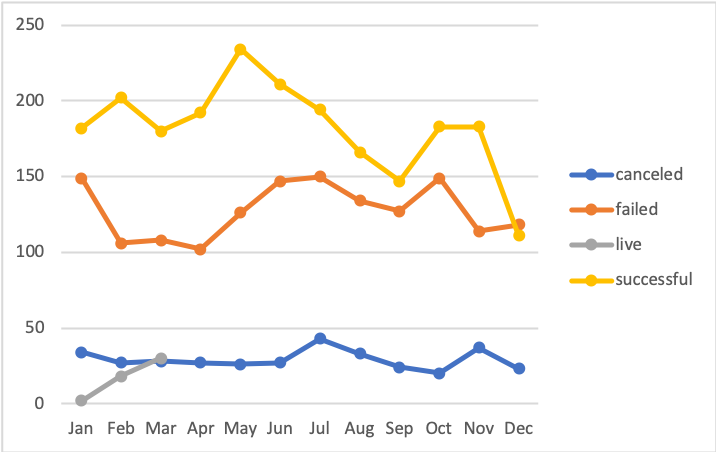 250
200
150
100
50
0
Jan Feb Mar Apr May Jun Jul Aug Sep Oct Nov Dec
canceled
failed
live
successful